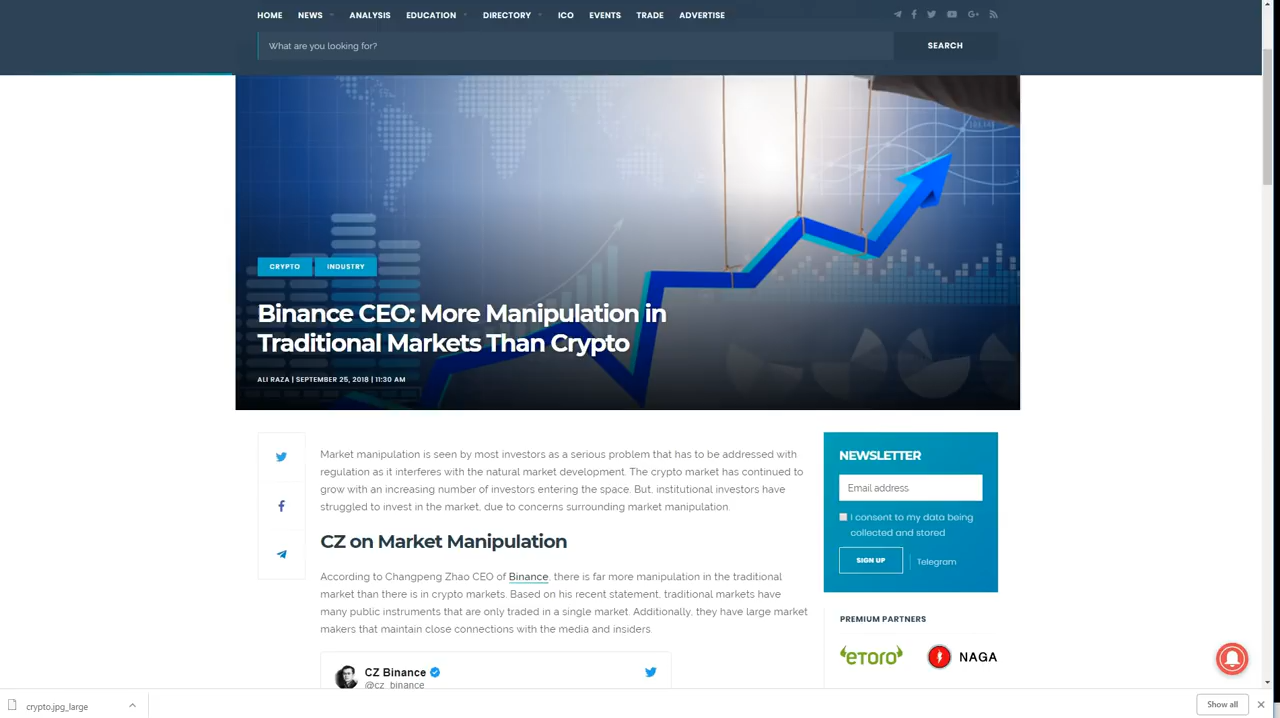 HOME NEWS ANALYSIS EDUCATION DIRECTORY ICO EVENTS TRADE ADVERTISE
What are you looking for?
SEARCH
CRYPTO INDUSTRY
Binance CEO: More Manipulation in
Traditional Markets Than Crypto
ALI RAZA | SEPTEMBER 25, 2018 | 11:30 AM
Market manipulation is seen by most investors as a serious problem that has to be addressed with
regulation as it interferes with the natural market development. The crypto market has continued to
grow with an increasing number of investors entering the space. But, institutional investors have
struggled to invest in the market, due to concerns surrounding market manipulation.
CZ on Market Manipulation
According to Changpeng Zhao CEO of Binance, there is far more manipulation in the traditional
market than there is in crypto markets. Based on his recent statement, traditional markets have
many public instruments that are only traded in a single market. Additionally, they have large market
makers that maintain close connections with the media and insiders.
CZ Binance
@cz_binance
NEWSLETTER
Email address
I consent to my data being
collected and stored
SIGN UP
Telegram
PREMIUM PARTNERS
eToro
NAGA
crypto.jpg_large
Show all